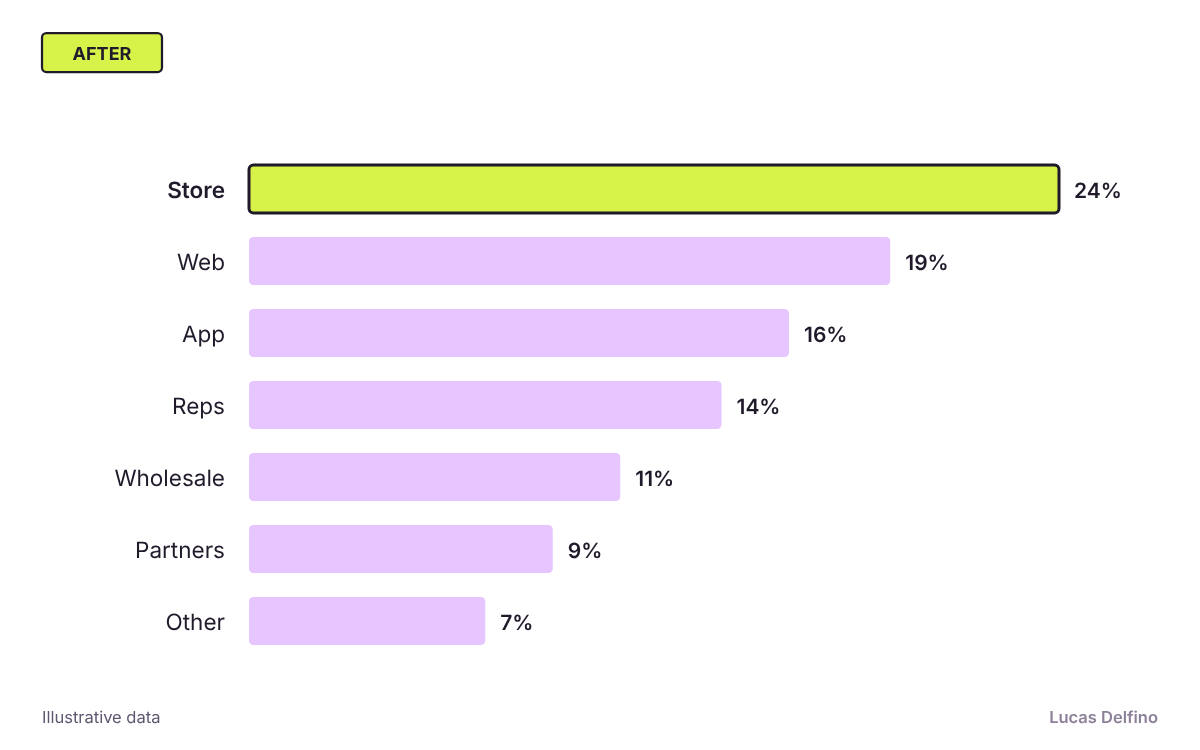 AFTER
Store 24%
Web 19%
App 16%
Reps 14%
Wholesale 11%
Partners 9%
Other 7%
Illustrative data
Lucas Delfino